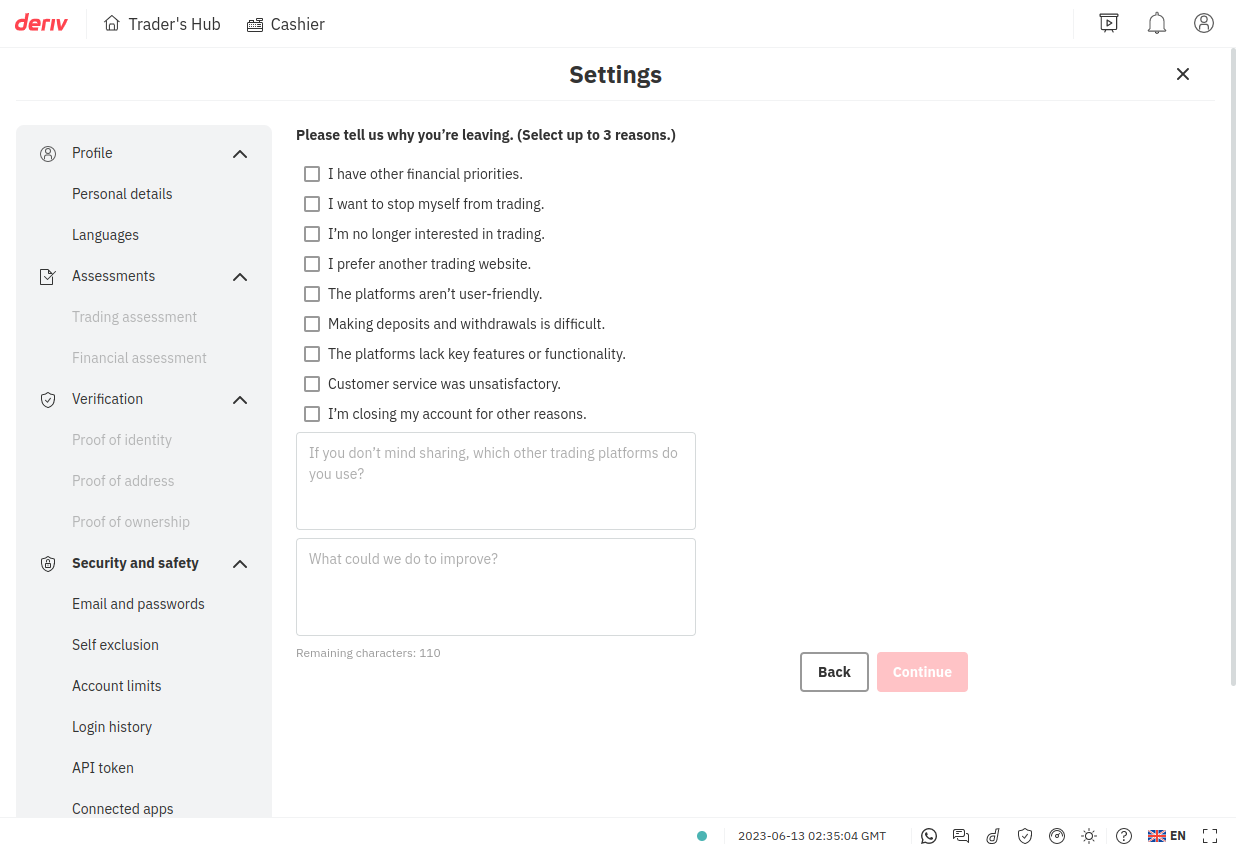 deriv
Trader's Hub
Cashier
Settings
Profile
Personal details
Languages
Assessments
Trading assessment
Financial assessment
Verification
Proof of identity
Proof of address
Proof of ownership
Security and safety
Email and passwords
Self exclusion
Account limits
Login history
API token
Connected apps
Please tell us why you’re leaving. (Select up to 3 reasons.)
I have other financial priorities.
I want to stop myself from trading.
I’m no longer interested in trading.
I prefer another trading website.
The platforms aren’t user-friendly.
Making deposits and withdrawals is difficult.
The platforms lack key features or functionality.
Customer service was unsatisfactory.
I’m closing my account for other reasons.
If you don’t mind sharing, which other trading platforms do
you use?
What could we do to improve?
Remaining characters: 110
Back
Continue
2023-06-13 02:35:04 GMT
EN